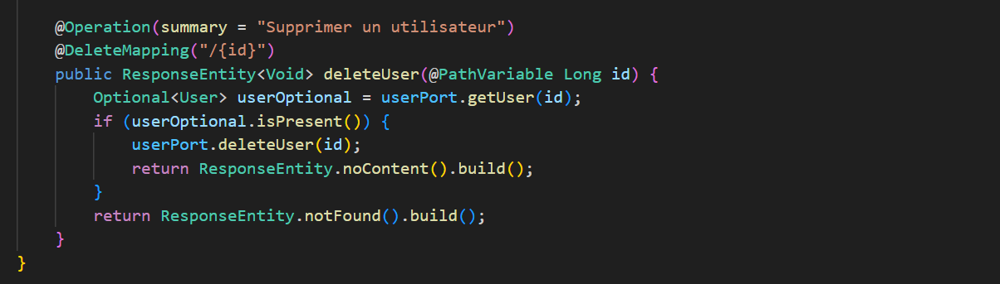 @Operation(summary = "Supprimer un utilisateur")
@DeleteMapping("/{id}")
public ResponseEntity<Void> deleteUser(@PathVariable Long id) {
Optional<User> userOptional = userPort.getUser(id);
if (userOptional.isPresent()) {
userPort.deleteUser(id);
return ResponseEntity.noContent().build();
}
return ResponseEntity.notFound().build();
}
}